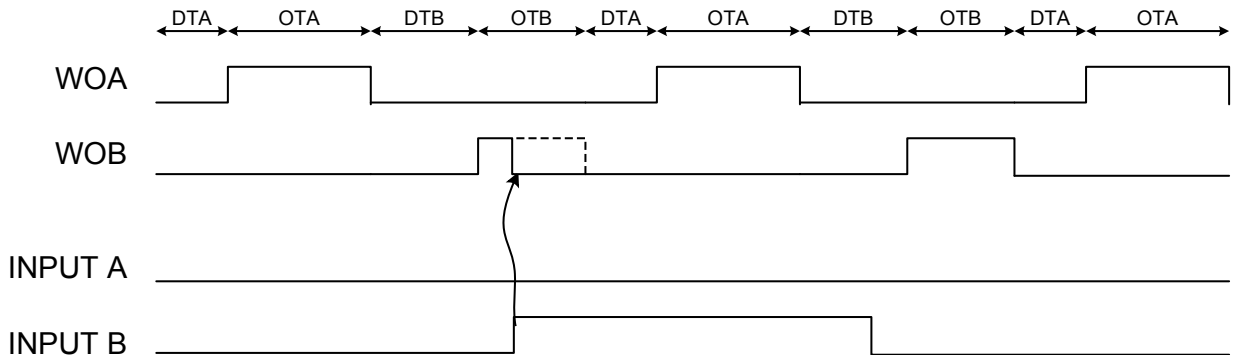 DTA OTA DTB OTB DTA OTA DTB OTB DTA OTA
WOA
WOB
INPUT A
INPUT B